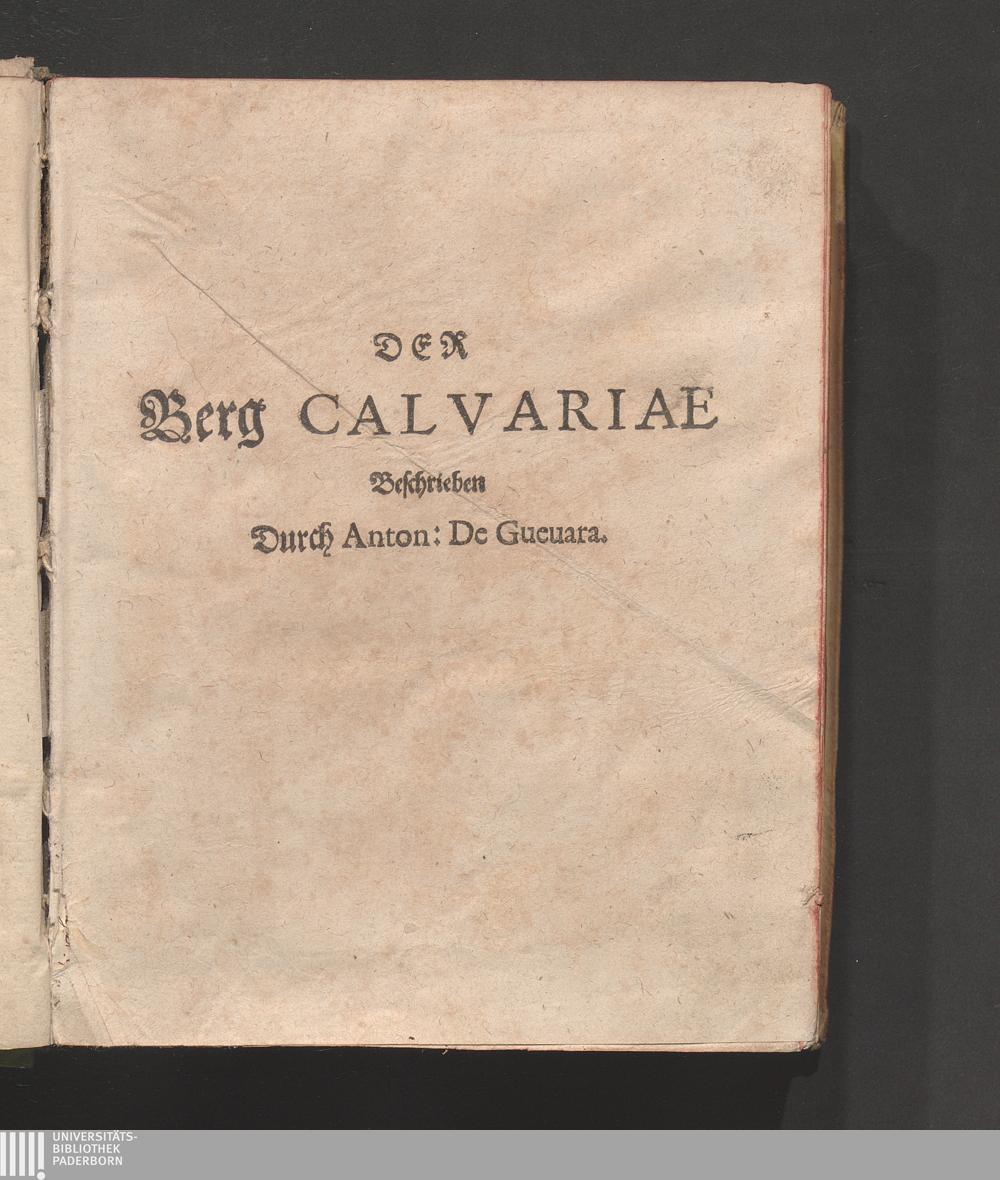 DER
Berg CALVARIAE
Beſchrieben
Durch Anton: De Gueuara.
UNIVERSITÄTS-
BIBLIOTHEK
PADERBORN